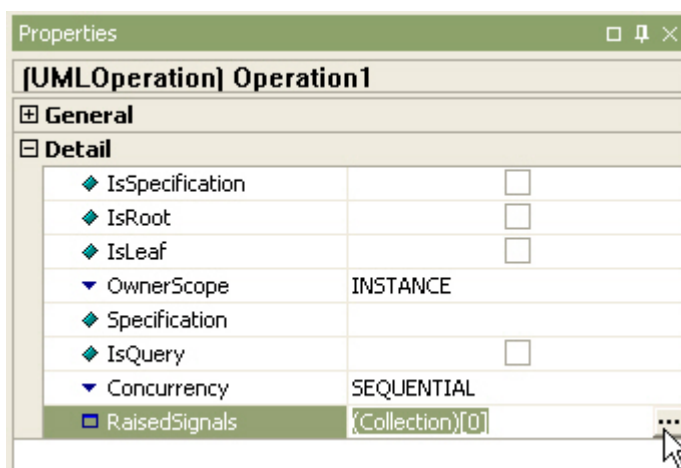 Properties
(UMLOperation) Operation1
General
Detail
IsSpecification
IsRoot
IsLeaf
OwnerScope INSTANCE
Specification
IsQuery
Concurrency SEQUENTIAL
RaisedSignals (Collection)[0] ...